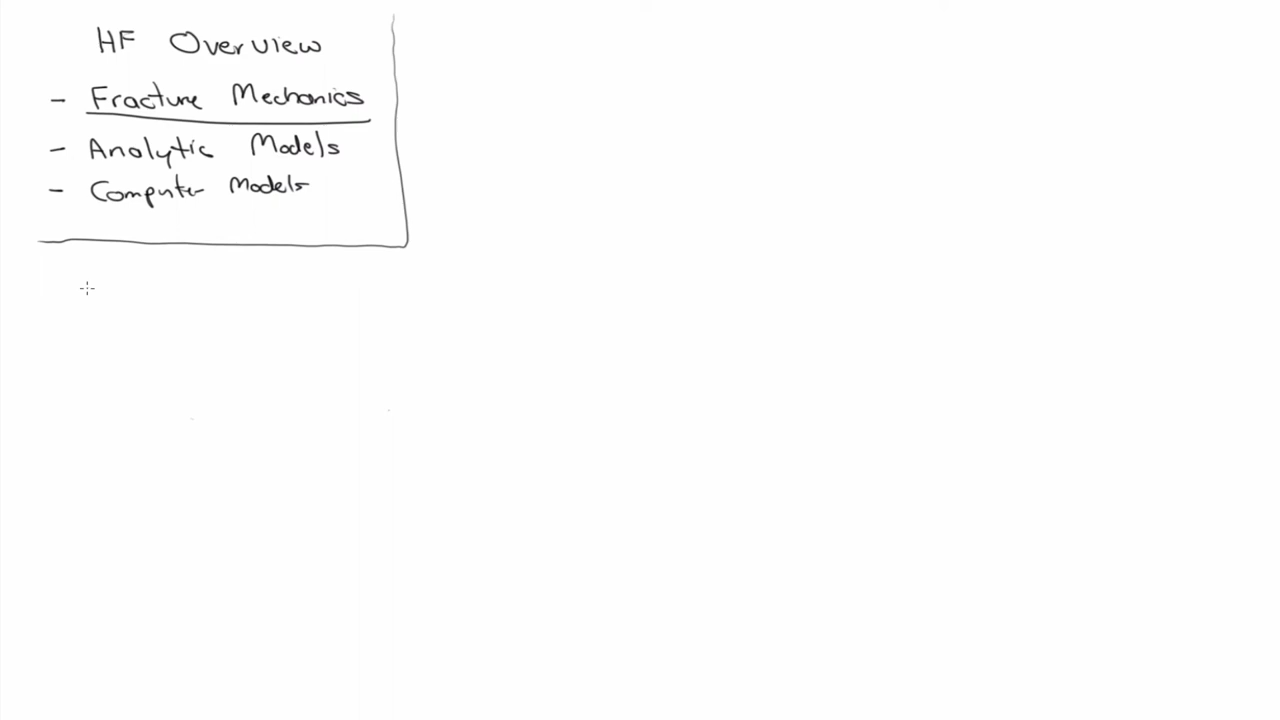 HF Overview
- Fracture Mechanics
- Analytic Models
- Computer Models